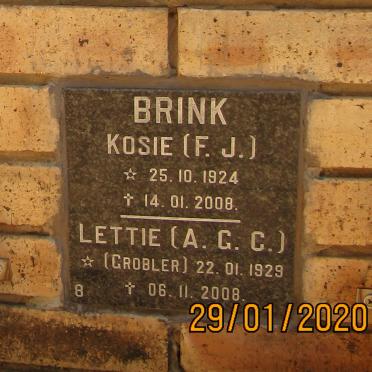 BRINK
KOSIE (F. J.)
☆ 25. 10. 1924
✝ 14. 01. 2008.
LETTIE (A. G. C.)
☆ (GROBLER) 22. 01. 1929
8 ✝ 06. 11. 2008.
29/01/2020